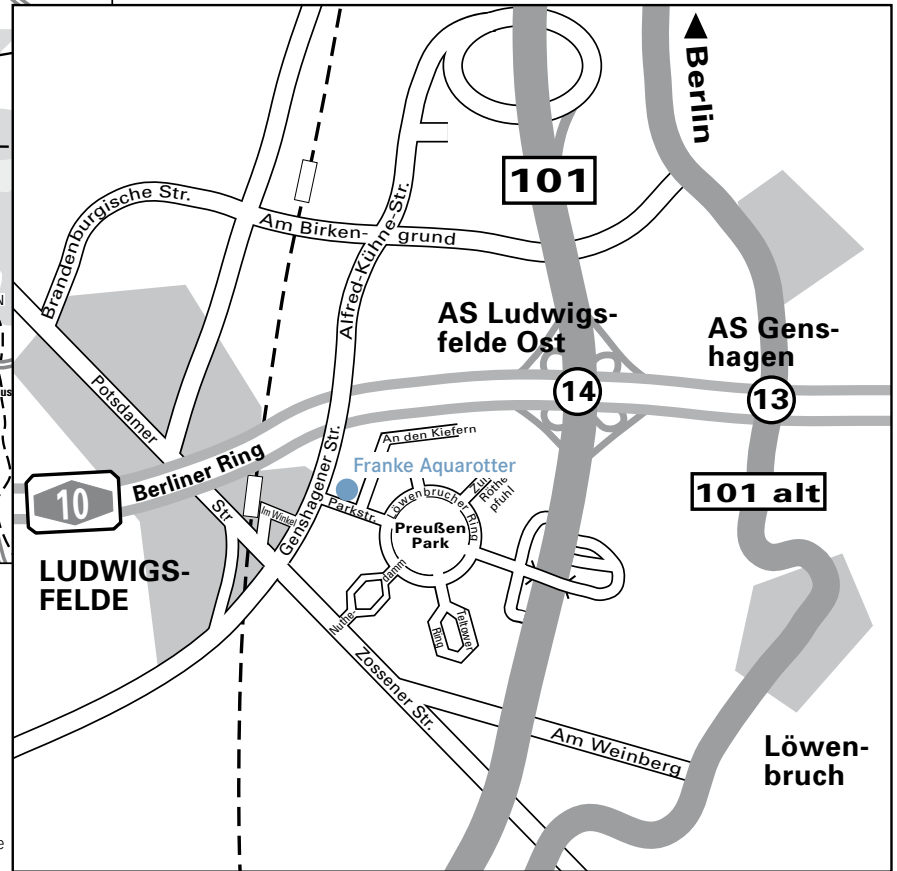 Berlin
101
Brandenburgische Str.
Am Birken-grund
Alfred-Kühne-Str.
AS Ludwigs-
felde Ost
AS Gens-
hagen
14
13
Potsdamer
Str
Berliner Ring
10
An den Kiefern
Franke Aquarotter
Genshagener Str.
Im Winkel
Parkstr.
Löwenbrucher Ring
Zum
Röthe
pfuhl
Preußen
Park
101 alt
LUDWIGS-
FELDE
Nuthe-
damm
Teltower
Ring
Zossener Str.
Am Weinberg
Löwen-
bruch
N
us
e